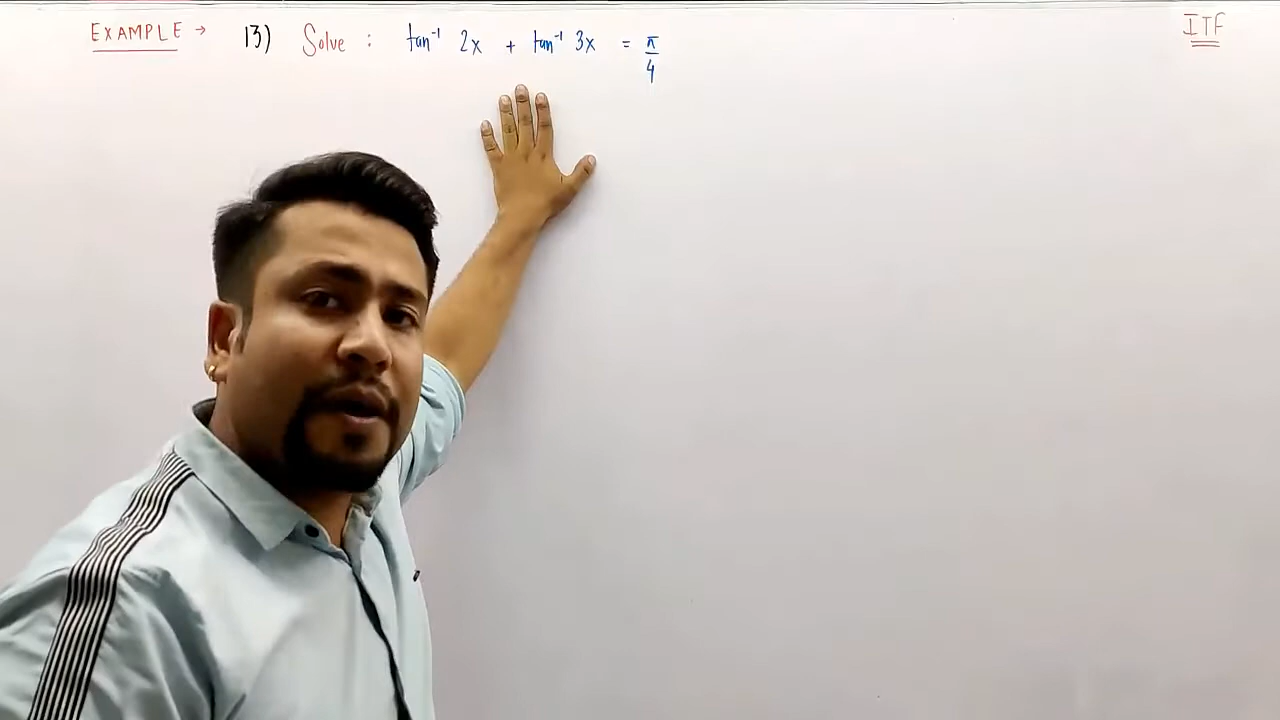 EXAMPLE → 13) Solve : tan⁻¹ 2x + tan⁻¹ 3x = π/4
ITF